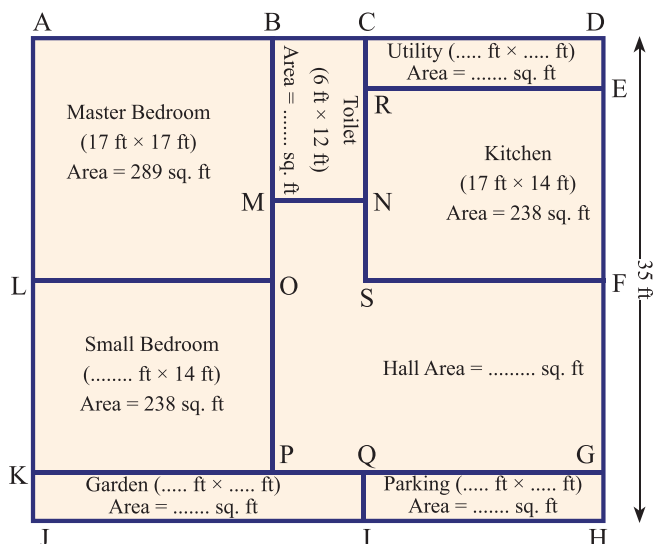 A B C D
Utility (..... ft × ..... ft)
Area = ....... sq. ft
E
R
Master Bedroom
(17 ft × 17 ft)
Area = 289 sq. ft
Toilet
(6 ft × 12 ft)
Area = ....... sq. ft
Kitchen
(17 ft × 14 ft)
Area = 238 sq. ft
M N
35 ft
L O S F
Small Bedroom
(........ ft × 14 ft)
Area = 238 sq. ft
Hall Area = ......... sq. ft
K P Q G
Garden (..... ft × ..... ft)
Area = ....... sq. ft
Parking (..... ft × ..... ft)
Area = ....... sq. ft
J I H